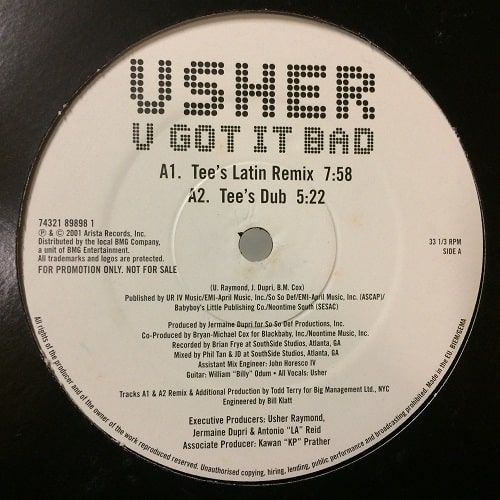 USHER
U GOT IT BAD
A1. Tee's Latin Remix 7:58
A2. Tee's Dub 5:22
74321 89898 1
℗ & © 2001 Arista Records, Inc.
Distributed by the local BMG Company,
a unit of BMG Entertainment.
All trademarks and logos are protected.
FOR PROMOTION ONLY. NOT FOR SALE
33 1/3 RPM
SIDE A
(U. Raymond, J. Dupri, B.M. Cox)
Published by UR IV Music/EMI-April Music, Inc./So So Def/EMI-April Music, Inc. (ASCAP)/
Babyboy's Little Publishing Co./Noontime South (SESAC)
Produced by Jermaine Dupri for So So Def Productions, Inc.
Co-Produced by Bryan-Michael Cox for Blackbaby, Inc./Noontime Music, Inc.
Recorded by Brian Frye at SouthSide Studios, Atlanta, GA
Mixed by Phil Tan & JD at SouthSide Studios, Atlanta, GA
Assistant Mix Engineer: John Horesco IV
Guitar: William "Billy" Odum • All Vocals: Usher
Tracks A1 & A2 Remix & Additional Production by Todd Terry for Big Management Ltd., NYC
Engineered by Bill Klatt
Executive Producers: Usher Raymond,
Jermaine Dupri & Antonio "LA" Reid
Associate Producer: Kawan "KP" Prather
All rights of the producer and of the owner of the work reproduced reserved. Unauthorised copying, hiring, lending, public performance and broadcasting prohibited. Made in the EU. BIEM/GEMA